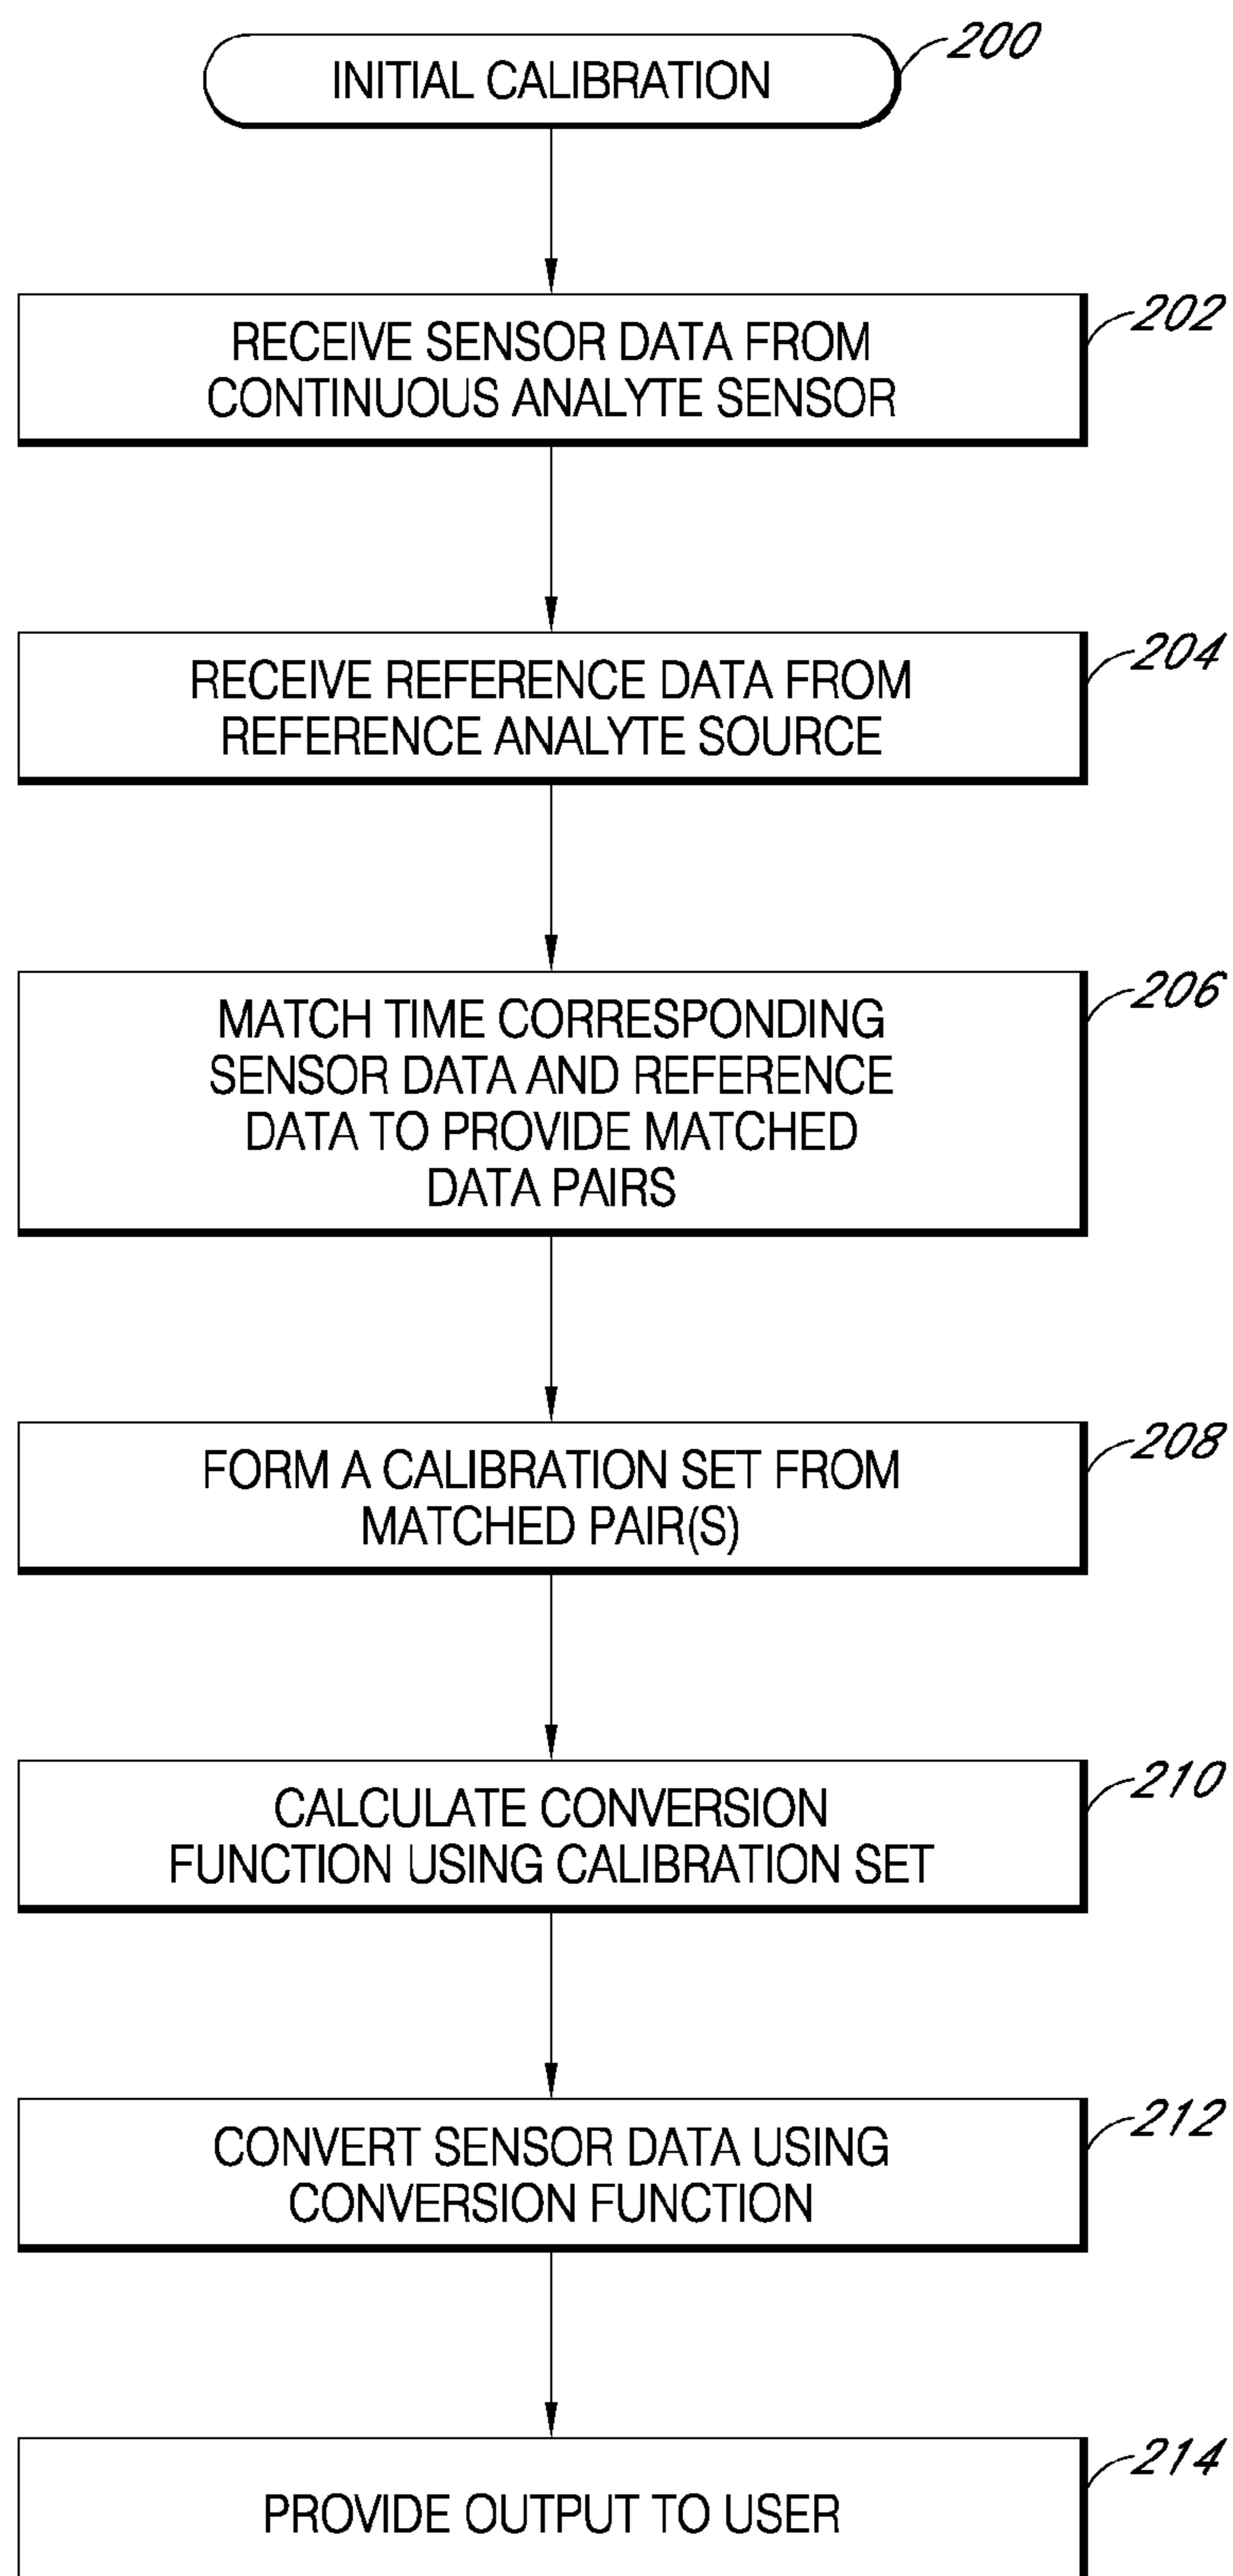 INITIAL CALIBRATION
200
RECEIVE SENSOR DATA FROM
CONTINUOUS ANALYTE SENSOR
202
RECEIVE REFERENCE DATA FROM
REFERENCE ANALYTE SOURCE
204
MATCH TIME CORRESPONDING
SENSOR DATA AND REFERENCE
DATA TO PROVIDE MATCHED
DATA PAIRS
206
FORM A CALIBRATION SET FROM
MATCHED PAIR(S)
208
CALCULATE CONVERSION
FUNCTION USING CALIBRATION SET
210
CONVERT SENSOR DATA USING
CONVERSION FUNCTION
212
PROVIDE OUTPUT TO USER
214